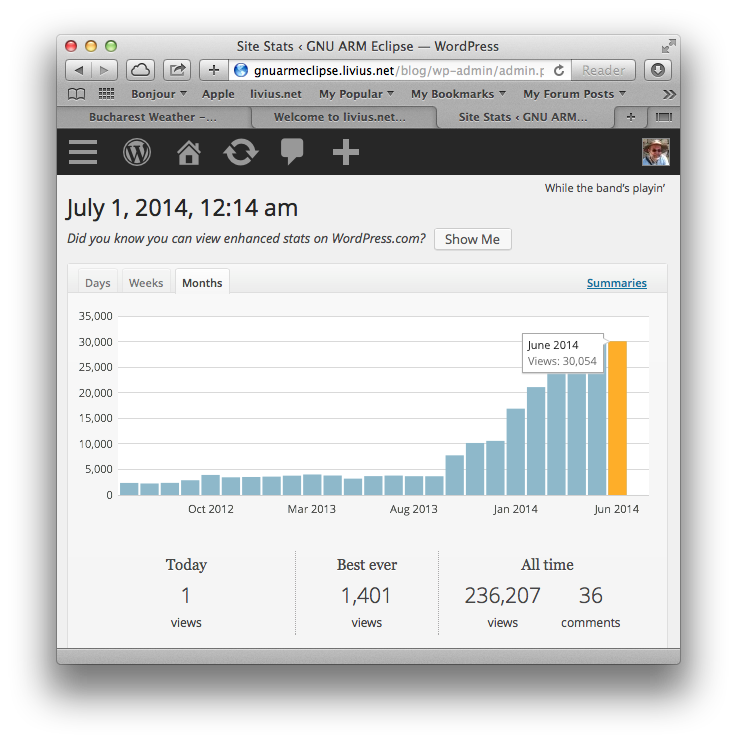 Site Stats ‹ GNU ARM Eclipse — WordPress
gnuarmeclipse.livius.net/blog/wp-admin/admin.p
Reader
Bonjour Apple livius.net My Popular My Bookmarks My Forum Posts
Bucharest Weather –... Welcome to livius.net... Site Stats ‹ GNU ARM...
While the band's playin'
July 1, 2014, 12:14 am
Did you know you can view enhanced stats on WordPress.com? Show Me
Days Weeks Months Summaries
35,000
30,000
25,000
20,000
15,000
10,000
5,000
0
June 2014
Views: 30,054
Oct 2012 Mar 2013 Aug 2013 Jan 2014 Jun 2014
Today Best ever All time
1 1,401 236,207 36
views views views comments